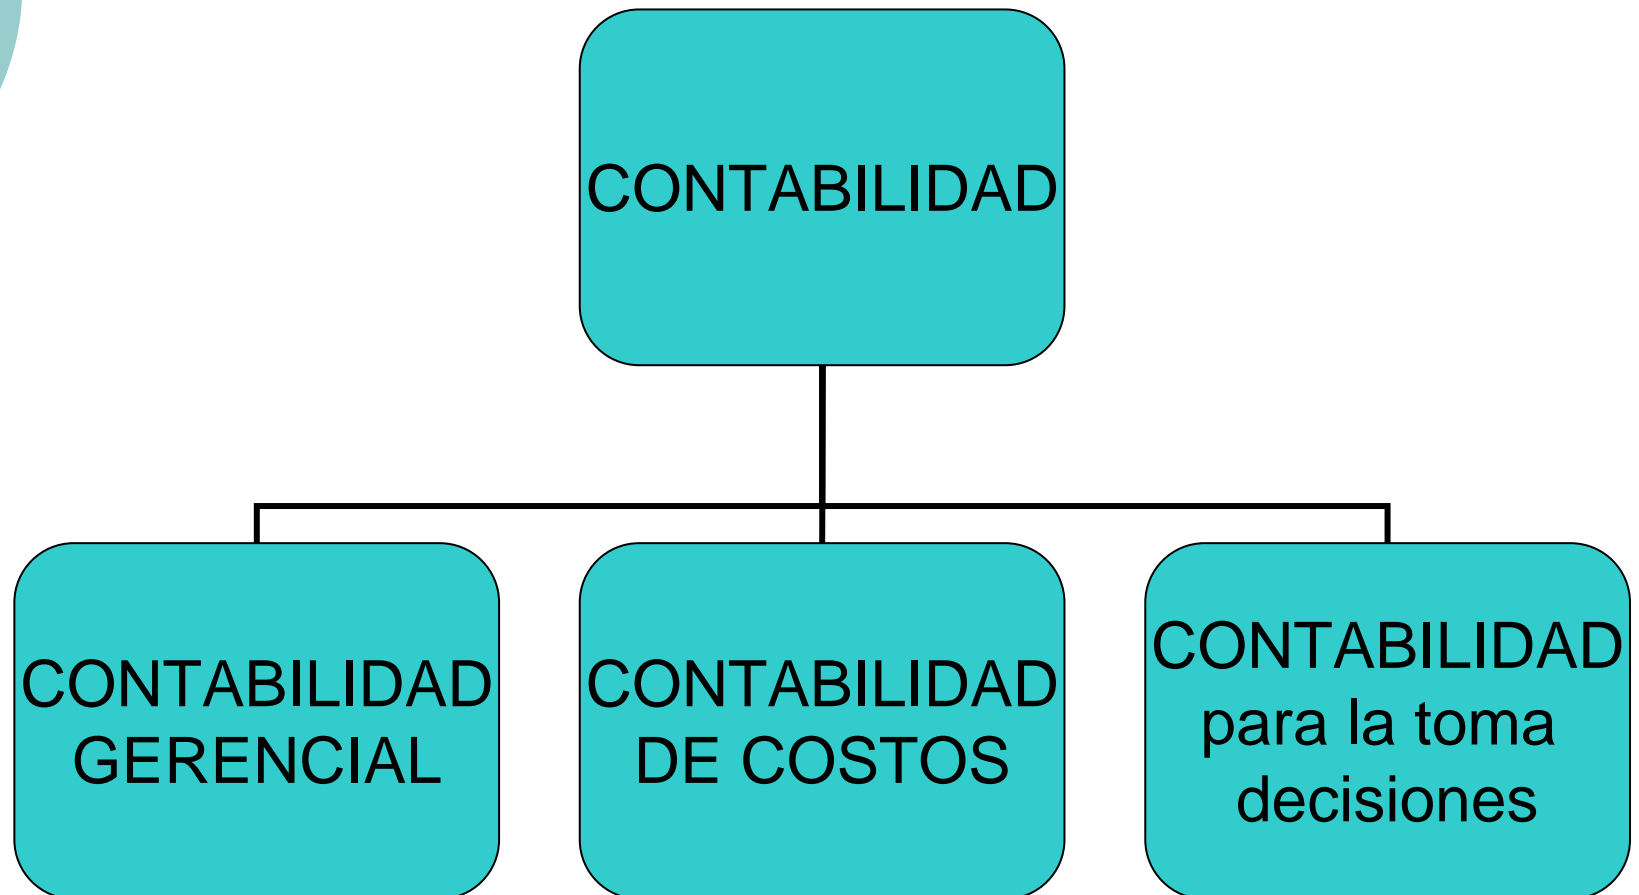 CONTABILIDAD
CONTABILIDAD
GERENCIAL
CONTABILIDAD
DE COSTOS
CONTABILIDAD
para la toma
decisiones